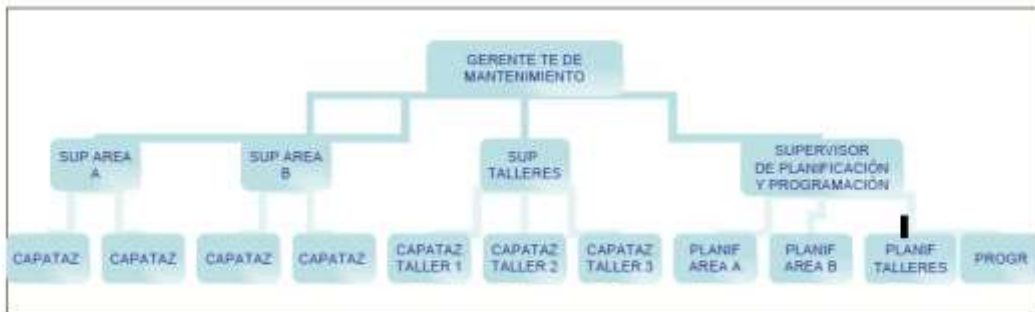 GERENTE TE DE
MANTENIMIENTO
SUP AREA
A
SUP AREA
B
SUP
TALLERES
SUPERVISOR
DE PLANIFICACIÓN
Y PROGRAMACIÓN
CAPATAZ
CAPATAZ
CAPATAZ
CAPATAZ
CAPATAZ
TALLER 1
CAPATAZ
TALLER 2
CAPATAZ
TALLER 3
PLANIF
AREA A
PLANIF
AREA B
PLANIF
TALLERES
PROGR